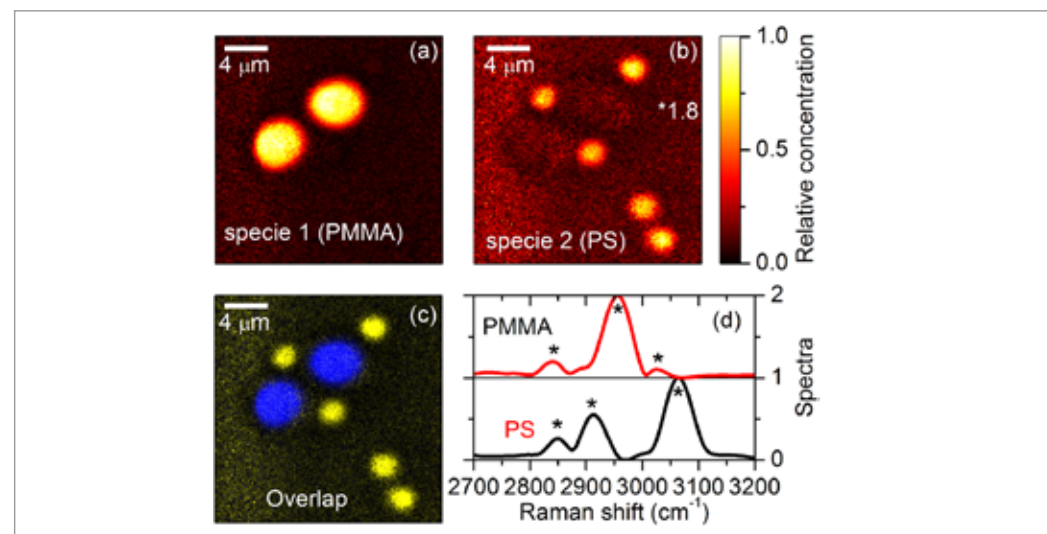 4 μm
(a)
specie 1 (PMMA)
4 μm
(b)
*1.8
specie 2 (PS)
1.0
0.5
0.0
Relative concentration
4 μm
(c)
Overlap
(d)
PMMA
*
*
*
PS
*
*
*
2
1
1
0
Spectra
2700 2800 2900 3000 3100 3200
Raman shift (cm⁻¹)